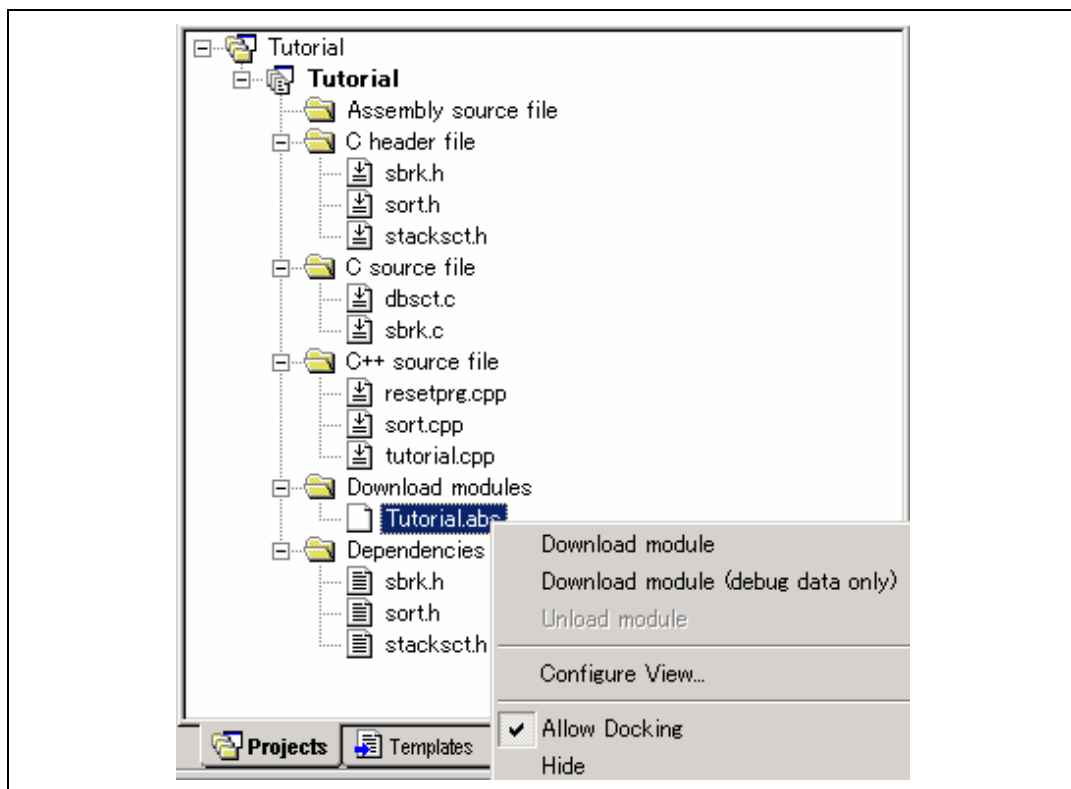 Tutorial
Tutorial
Assembly source file
C header file
sbrk.h
sort.h
stacksct.h
C source file
dbsct.c
sbrk.c
C++ source file
resetprg.cpp
sort.cpp
tutorial.cpp
Download modules
Tutorial.abs
Download module
Dependencies
Download module (debug data only)
sbrk.h
sort.h
Unload module
stacksct.h
Configure View...
Allow Docking
Projects
Templates
Hide